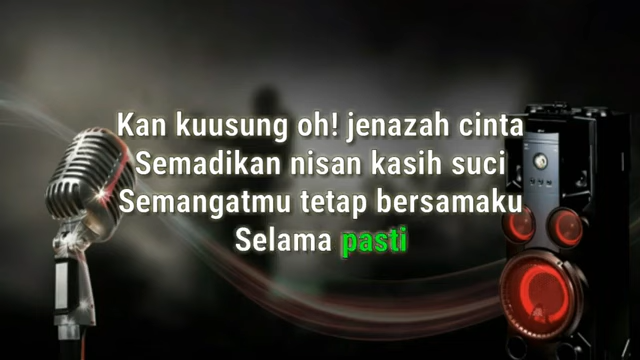 Kan kuusung oh! jenazah cinta
Semadikan nisan kasih suci
Semangatmu tetap bersamaku
Selama pasti